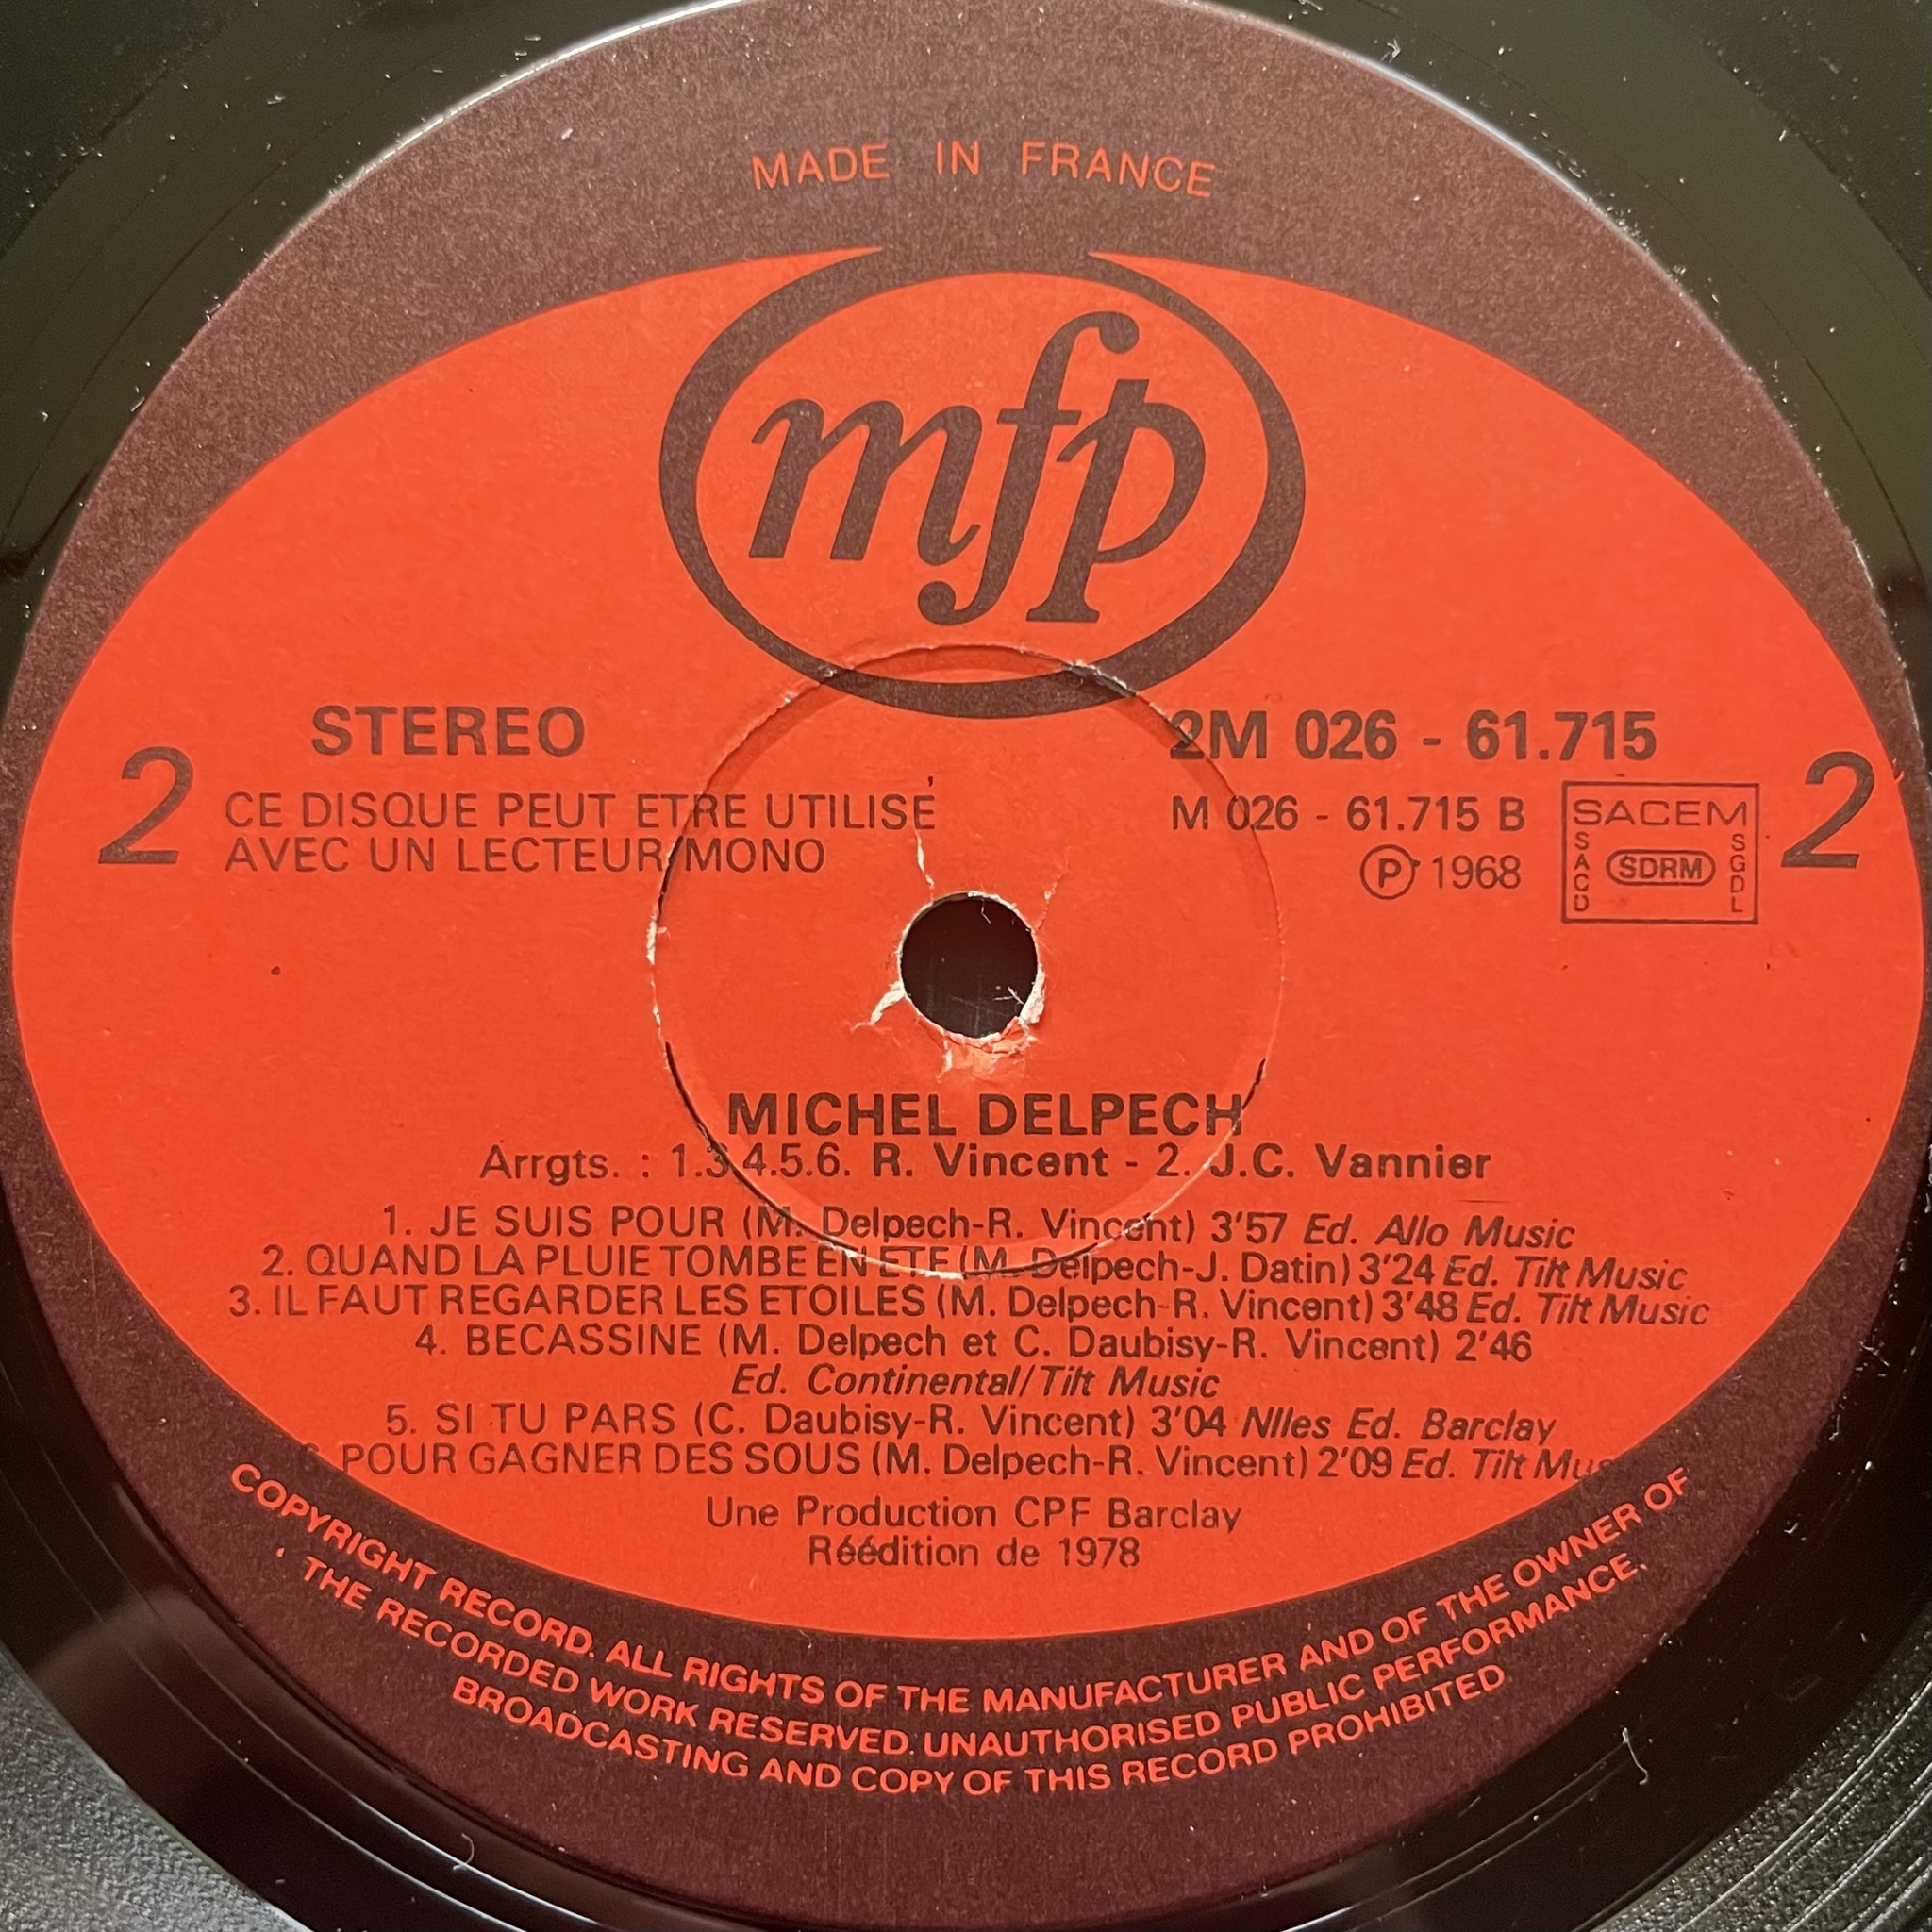 MADE IN FRANCE
mfp
STEREO
2M 026 - 61.715
2
CE DISQUE PEUT ETRE UTILISÉ
AVEC UN LECTEUR MONO
M 026 - 61.715 B
Ⓟ 1968
SACEM
SACD
SDRM
SGDL
2
MICHEL DELPECH
Arrgts. : 1.3.4.5.6. R. Vincent - 2. J.C. Vannier
1. JE SUIS POUR (M. Delpech-R. Vincent) 3'57 Ed. Allo Music
2. QUAND LA PLUIE TOMBE EN ETE (M. Delpech-J. Datin) 3'24 Ed. Tilt Music
3. IL FAUT REGARDER LES ETOILES (M. Delpech-R. Vincent) 3'48 Ed. Tilt Music
4. BECASSINE (M. Delpech et C. Daubisy-R. Vincent) 2'46
Ed. Continental/Tilt Music
5. SI TU PARS (C. Daubisy-R. Vincent) 3'04 Nlles Ed. Barclay
6. POUR GAGNER DES SOUS (M. Delpech-R. Vincent) 2'09 Ed. Tilt Mus
Une Production CPF Barclay
Réédition de 1978
COPYRIGHT RECORD. ALL RIGHTS OF THE MANUFACTURER AND OF THE OWNER OF
THE RECORDED WORK RESERVED. UNAUTHORISED PUBLIC PERFORMANCE.
BROADCASTING AND COPY OF THIS RECORD PROHIBITED